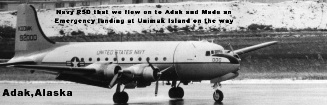 Navy R5D that we flew on to Adak and Made an
Emergency landing at Unimak Island on the way
UNITED STATES NAVY
Adak,Alaska